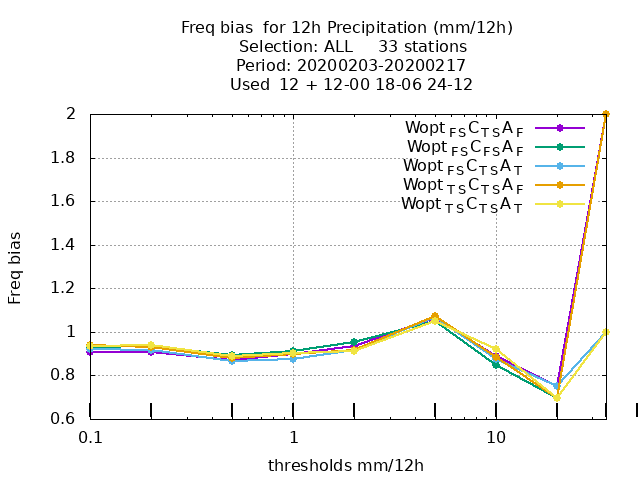 Freq bias  for 12h Precipitation (mm/12h)
Selection: ALL     33 stations
Period: 20200203-20200217
Used  12 + 12-00 18-06 24-12
Wopt FS C TS A F
Wopt FS C FS A F
Wopt FS C TS A T
Wopt TS C TS A F
Wopt TS C TS A T
2
1.8
1.6
1.4
1.2
1
0.8
0.6
Freq bias
0.1 1 10
thresholds mm/12h